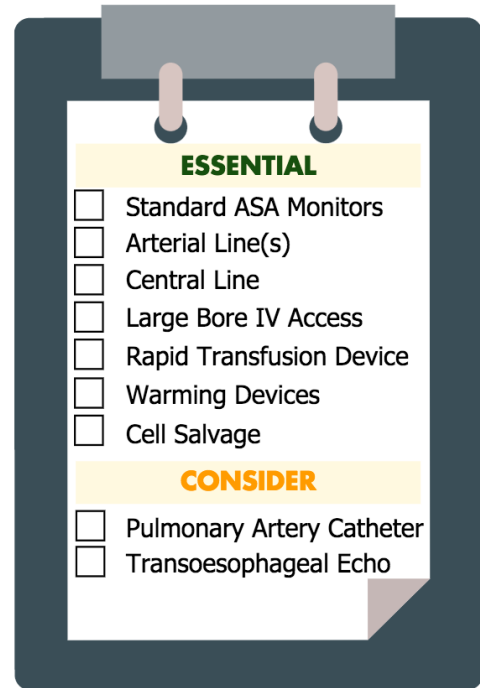 ESSENTIAL
Standard ASA Monitors
Arterial Line(s)
Central Line
Large Bore IV Access
Rapid Transfusion Device
Warming Devices
Cell Salvage
CONSIDER
Pulmonary Artery Catheter
Transoesophageal Echo